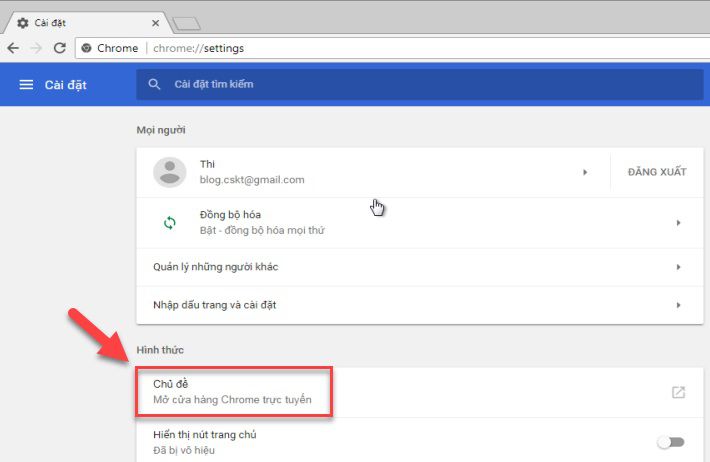 Cài đặt
Chrome | chrome://settings
Cài đặt
Cài đặt tìm kiếm
Mọi người
Thi
blog.cskt@gmail.com
ĐĂNG XUẤT
Đồng bộ hóa
Bật - đồng bộ hóa mọi thứ
Quản lý những người khác
Nhập dấu trang và cài đặt
Hình thức
Chủ đề
Mở cửa hàng Chrome trực tuyến
Hiển thị nút trang chủ
Đã bị vô hiệu